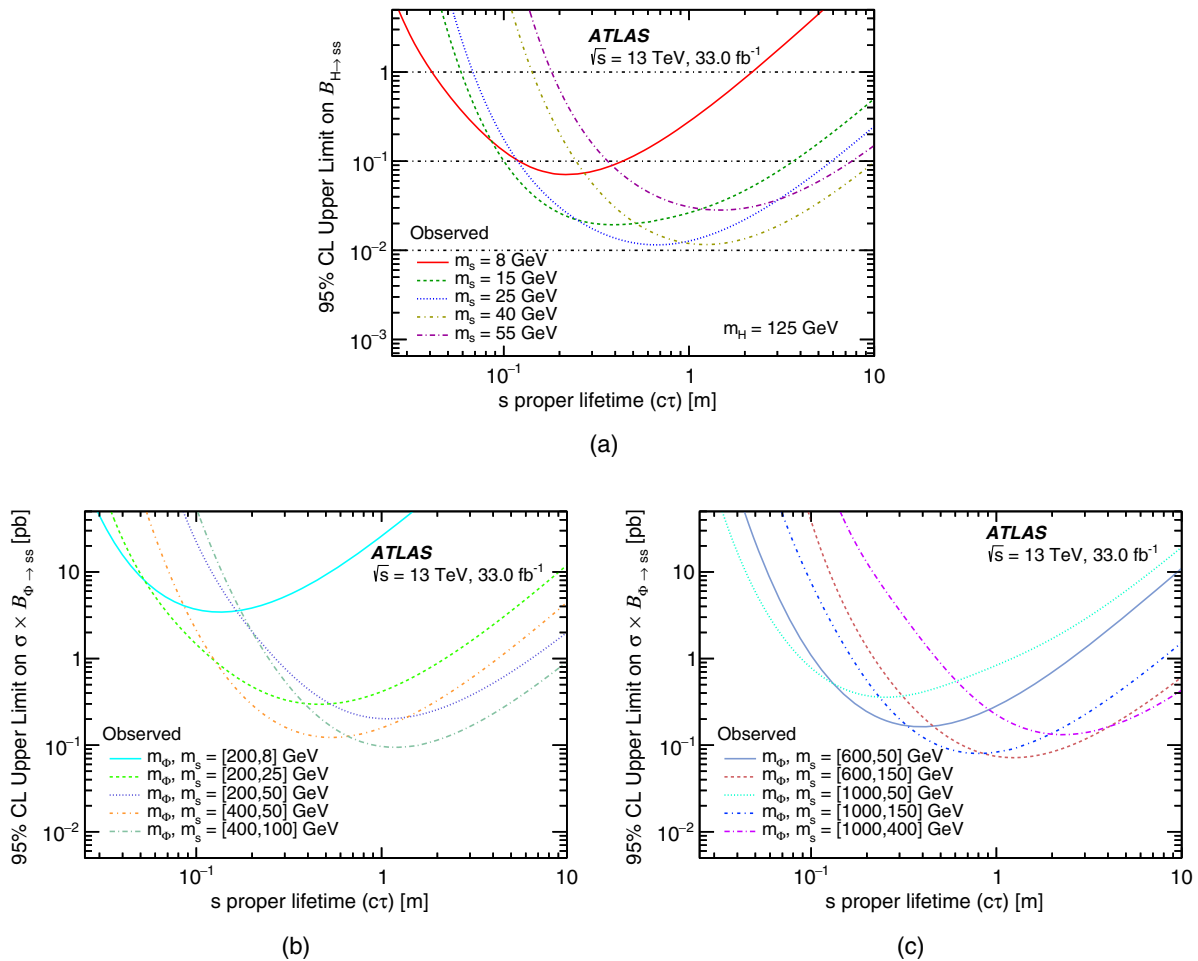 95% CL Upper Limit on B_{H→ ss}
ATLAS
√s = 13 TeV, 33.0 fb⁻¹
1
10⁻¹
10⁻²
10⁻³
Observed
m_s = 8 GeV
m_s = 15 GeV
m_s = 25 GeV
m_s = 40 GeV
m_s = 55 GeV
m_H = 125 GeV
10⁻¹ 1 10
s proper lifetime (cτ) [m]
(a)
95% CL Upper Limit on σ × B_{Φ → ss} [pb]
ATLAS
√s = 13 TeV, 33.0 fb⁻¹
10
1
10⁻¹
10⁻²
Observed
m_Φ, m_s = [200,8] GeV
m_Φ, m_s = [200,25] GeV
m_Φ, m_s = [200,50] GeV
m_Φ, m_s = [400,50] GeV
m_Φ, m_s = [400,100] GeV
10⁻¹ 1 10
s proper lifetime (cτ) [m]
(b)
95% CL Upper Limit on σ × B_{Φ → ss} [pb]
ATLAS
√s = 13 TeV, 33.0 fb⁻¹
10
1
10⁻¹
10⁻²
Observed
m_Φ, m_s = [600,50] GeV
m_Φ, m_s = [600,150] GeV
m_Φ, m_s = [1000,50] GeV
m_Φ, m_s = [1000,150] GeV
m_Φ, m_s = [1000,400] GeV
10⁻¹ 1 10
s proper lifetime (cτ) [m]
(c)